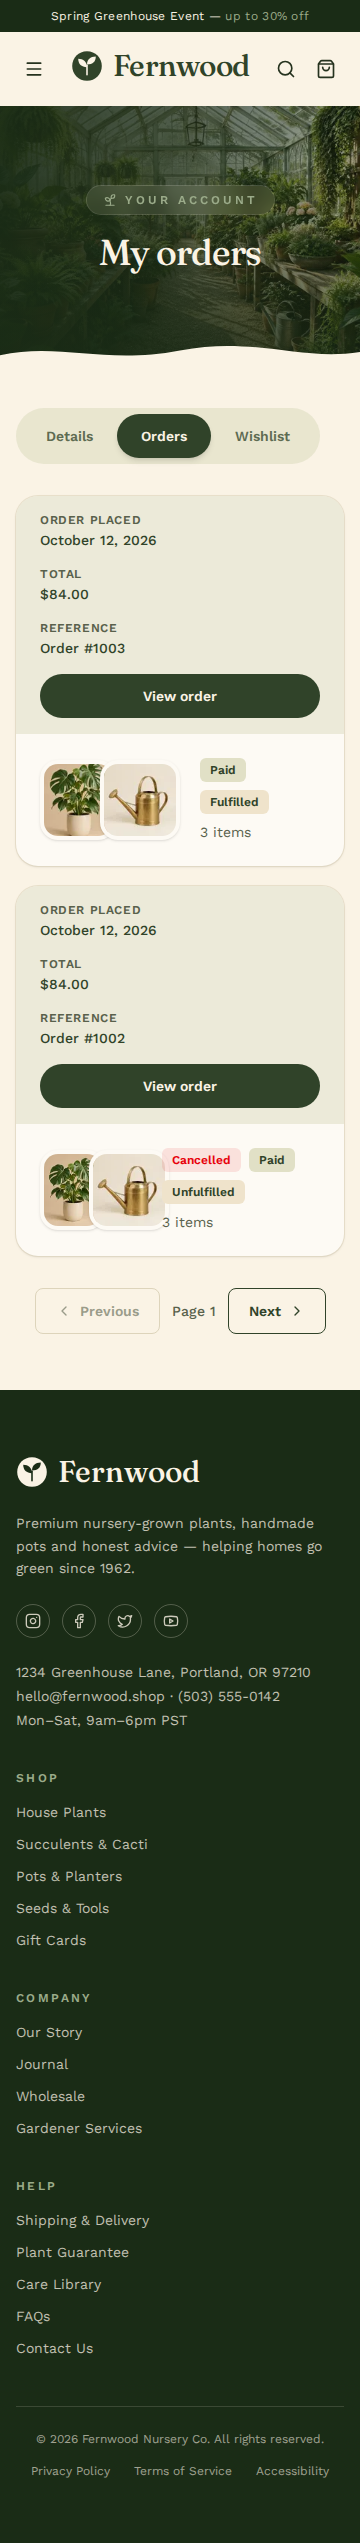 Spring Greenhouse Event — up to 30% off
Fernwood
YOUR ACCOUNT
My orders
Details
Orders
Wishlist
ORDER PLACED
October 12, 2026
TOTAL
$84.00
REFERENCE
Order #1003
View order
Paid
Fulfilled
3 items
ORDER PLACED
October 12, 2026
TOTAL
$84.00
REFERENCE
Order #1002
View order
Cancelled Paid
Unfulfilled
3 items
Previous
Page 1
Next
Fernwood
Premium nursery-grown plants, handmade
pots and honest advice — helping homes go
green since 1962.
1234 Greenhouse Lane, Portland, OR 97210
hello@fernwood.shop · (503) 555-0142
Mon–Sat, 9am–6pm PST
SHOP
House Plants
Succulents & Cacti
Pots & Planters
Seeds & Tools
Gift Cards
COMPANY
Our Story
Journal
Wholesale
Gardener Services
HELP
Shipping & Delivery
Plant Guarantee
Care Library
FAQs
Contact Us
© 2026 Fernwood Nursery Co. All rights reserved.
Privacy Policy Terms of Service Accessibility